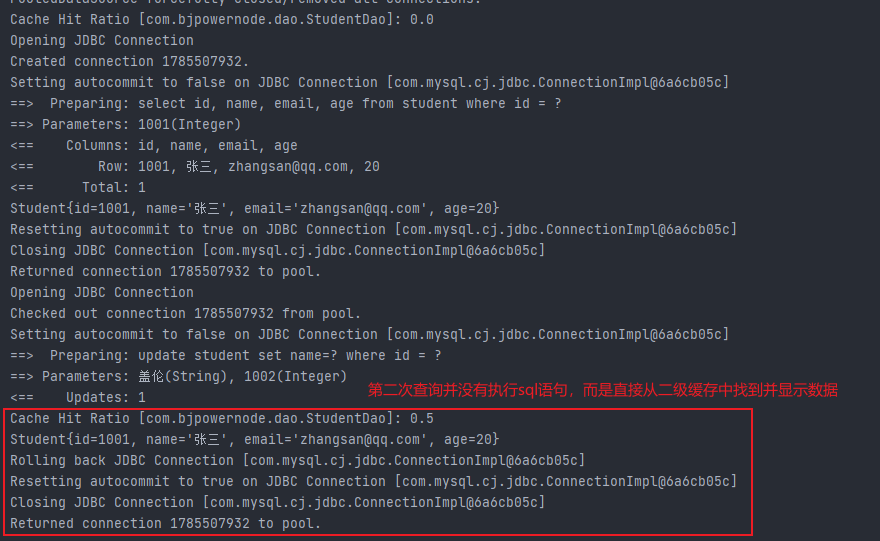 PooledDataSource forcefully closed/removed all connections.
Cache Hit Ratio [com.bjpowernode.dao.StudentDao]: 0.0
Opening JDBC Connection
Created connection 1785507932.
Setting autocommit to false on JDBC Connection [com.mysql.cj.jdbc.ConnectionImpl@6a6cb05c]
==>  Preparing: select id, name, email, age from student where id = ?
==> Parameters: 1001(Integer)
<==    Columns: id, name, email, age
<==        Row: 1001, 张三, zhangsan@qq.com, 20
<==      Total: 1
Student{id=1001, name='张三', email='zhangsan@qq.com', age=20}
Resetting autocommit to true on JDBC Connection [com.mysql.cj.jdbc.ConnectionImpl@6a6cb05c]
Closing JDBC Connection [com.mysql.cj.jdbc.ConnectionImpl@6a6cb05c]
Returned connection 1785507932 to pool.
Opening JDBC Connection
Checked out connection 1785507932 from pool.
Setting autocommit to false on JDBC Connection [com.mysql.cj.jdbc.ConnectionImpl@6a6cb05c]
==>  Preparing: update student set name=? where id = ?
==> Parameters: 盖伦(String), 1002(Integer)
第二次查询并没有执行sql语句，而是直接从二级缓存中找到并显示数据
<==    Updates: 1
Cache Hit Ratio [com.bjpowernode.dao.StudentDao]: 0.5
Student{id=1001, name='张三', email='zhangsan@qq.com', age=20}
Rolling back JDBC Connection [com.mysql.cj.jdbc.ConnectionImpl@6a6cb05c]
Resetting autocommit to true on JDBC Connection [com.mysql.cj.jdbc.ConnectionImpl@6a6cb05c]
Closing JDBC Connection [com.mysql.cj.jdbc.ConnectionImpl@6a6cb05c]
Returned connection 1785507932 to pool.